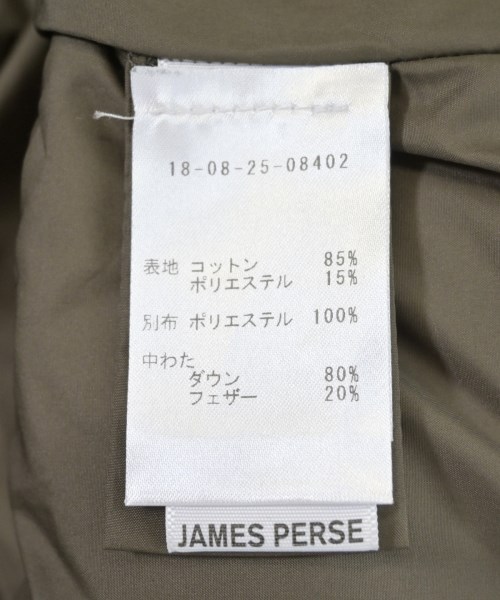 18-08-25-08402
表地 コットン 85%
ポリエステル 15%
別布 ポリエステル 100%
中わた
ダウン 80%
フェザー 20%
JAMES PERSE